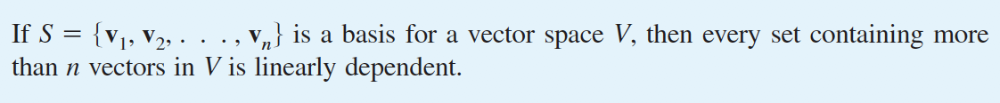 If S = {v₁, v₂, . . . , vₙ} is a basis for a vector space V, then every set containing more
than n vectors in V is linearly dependent.